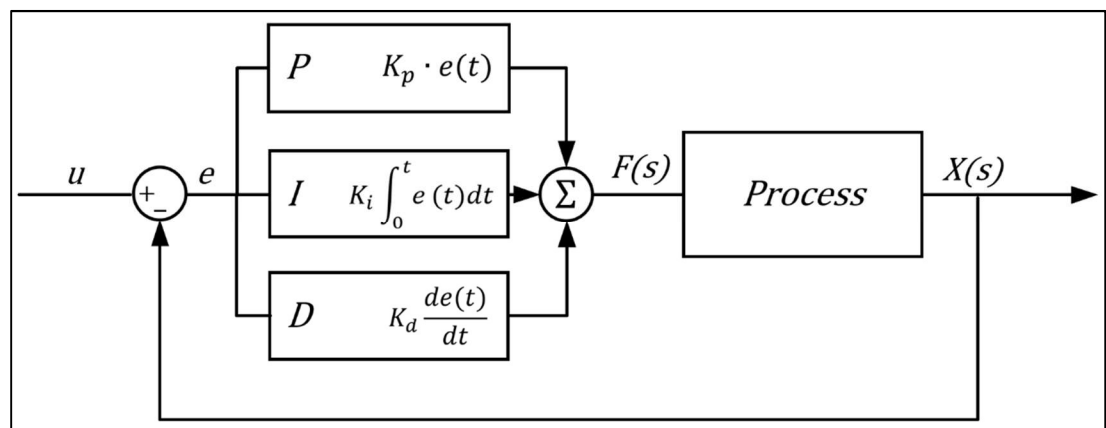 P K_p · e(t)
u
+
−
e
I K_i ∫_0^t e (t)dt
Σ
F(s)
Process
X(s)
D K_d de(t)/dt